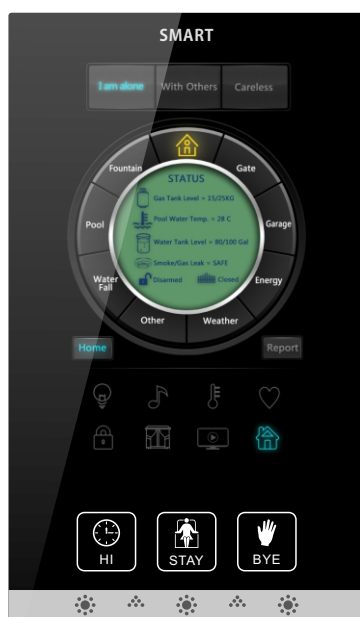 SMART
I am alone
With Others
Careless
Fountain
Gate
STATUS
Gas Tank Level = 15/25KG
Pool
Pool Water Temp. = 28 C
Garage
Water Tank Level = 80/100 Gal
Smoke/Gas Leak = SAFE
Water
Fall
Disarmed
Closed
Energy
Other
Weather
Home
Report
HI
STAY
BYE